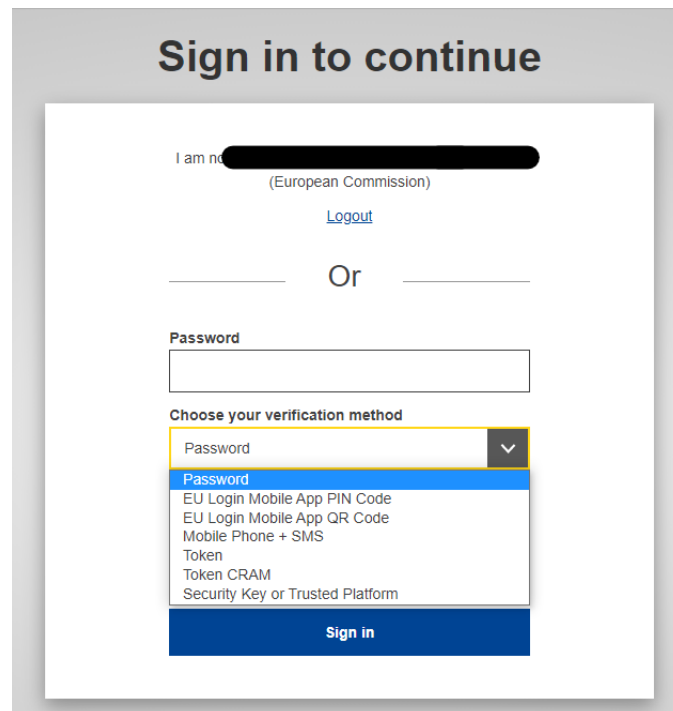 Sign in to continue
I am no
(European Commission)
Logout
Or
Password
Choose your verification method
Password
Password
EU Login Mobile App PIN Code
EU Login Mobile App QR Code
Mobile Phone + SMS
Token
Token CRAM
Security Key or Trusted Platform
Sign in